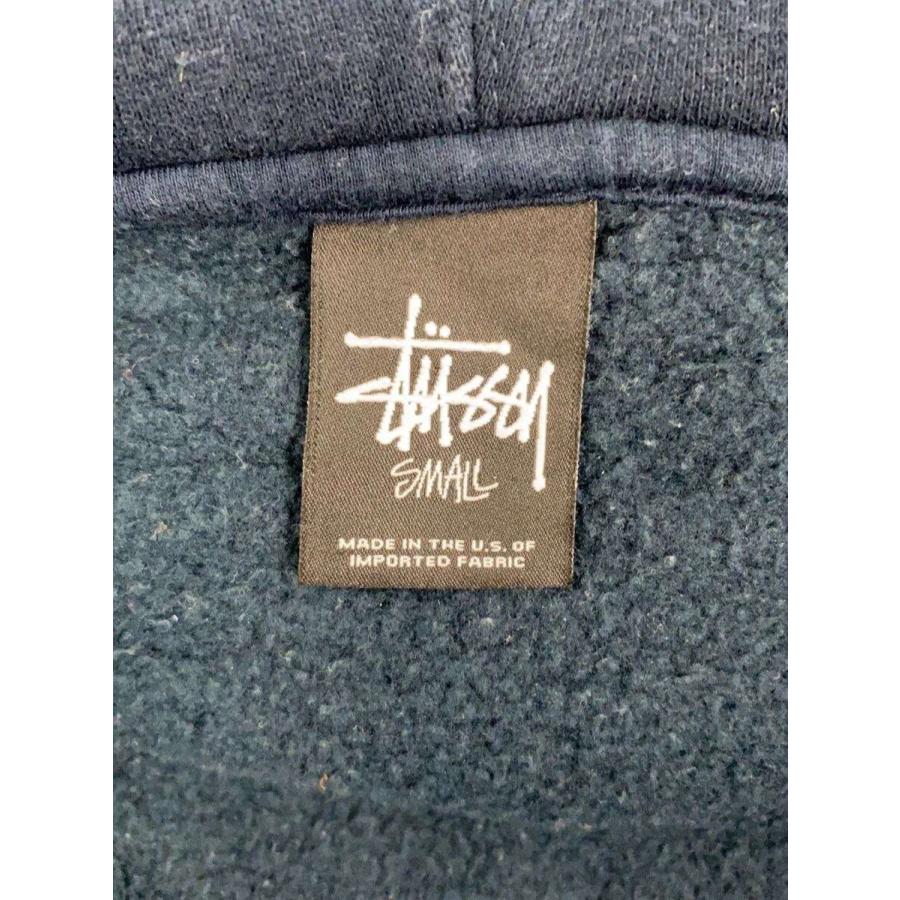 Stüssy
SMALL
MADE IN THE U.S. OF
IMPORTED FABRIC